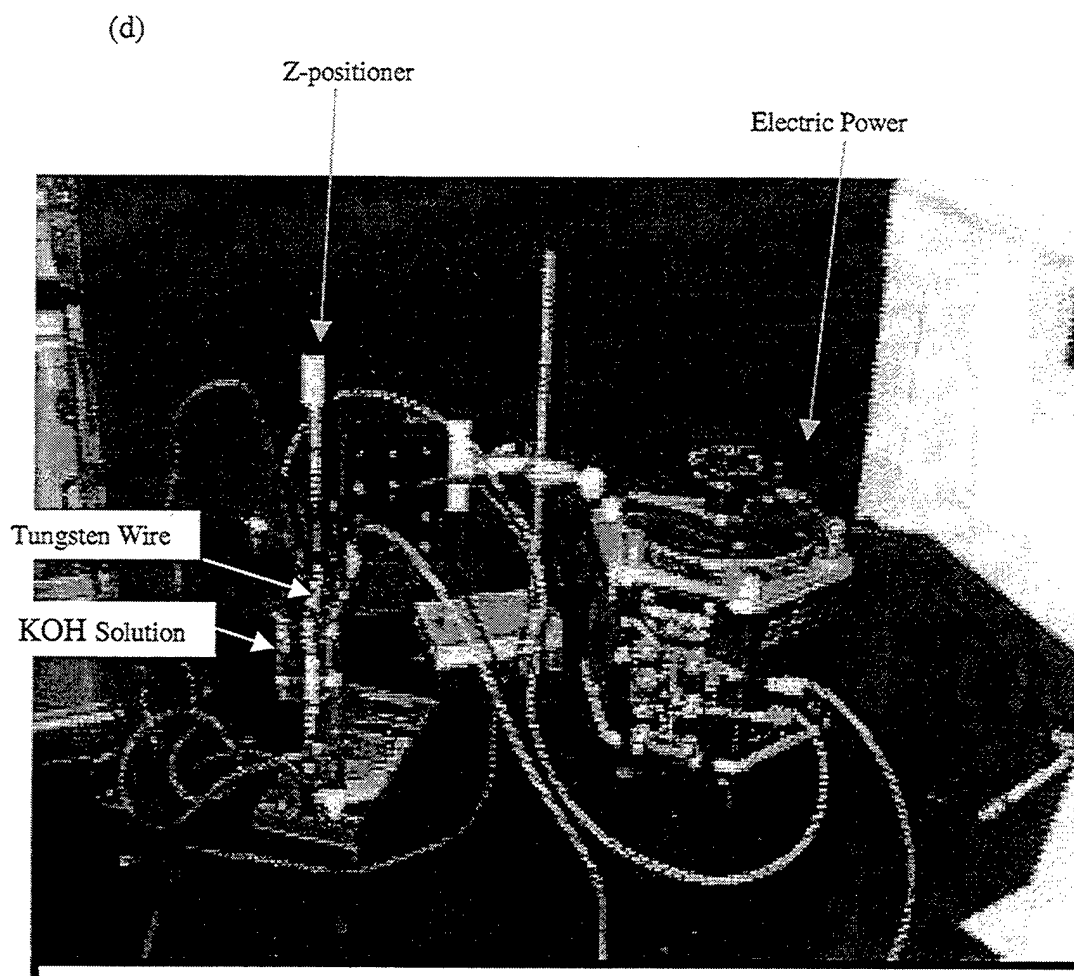 (d)
Z-positioner
Electric Power
Tungsten Wire
KOH Solution